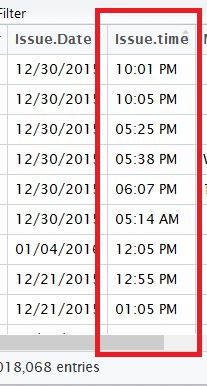 Filter
Issue.Date Issue.time
12/30/2015 10:01 PM
12/30/2015 10:05 PM
12/30/2015 05:25 PM
12/30/2015 05:38 PM
12/30/2015 06:07 PM
12/30/2015 05:14 AM
01/04/2016 12:05 PM
12/21/2015 12:55 PM
12/21/2015 01:05 PM
018,068 entries